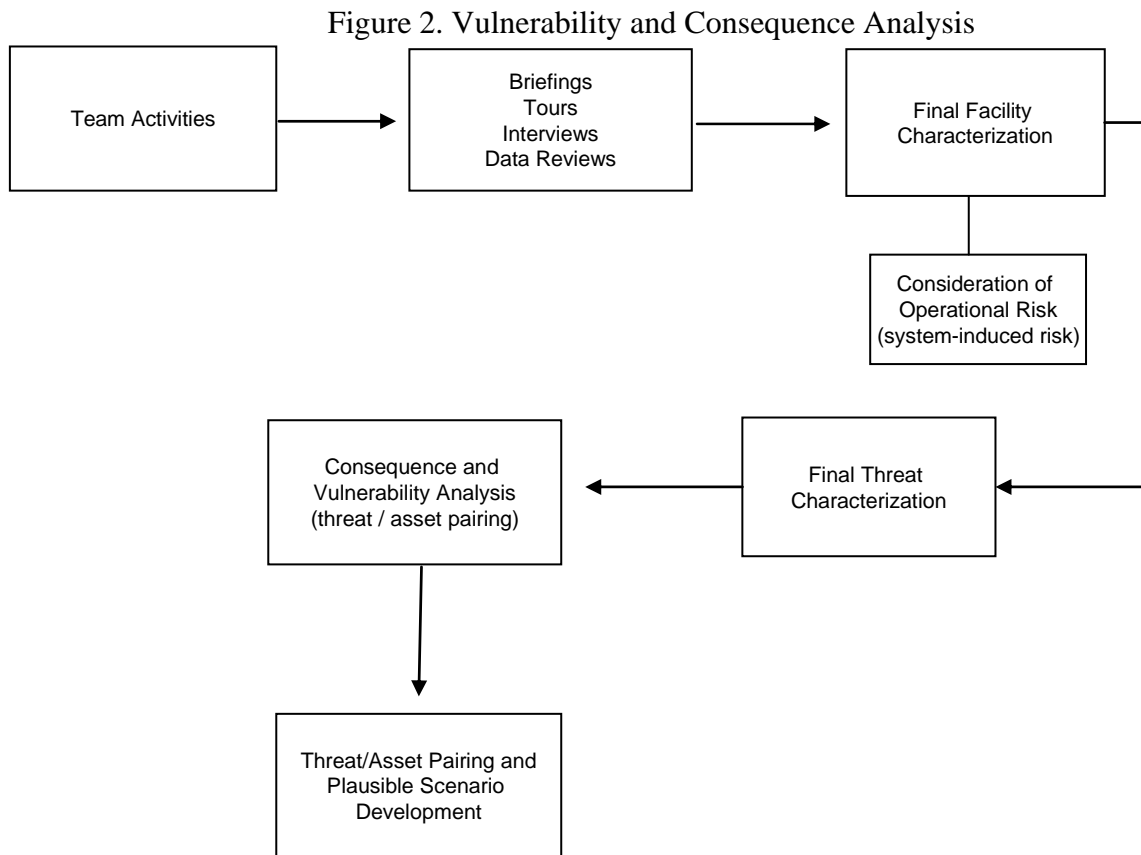 Figure 2. Vulnerability and Consequence Analysis
Team Activities
Briefings
Tours
Interviews
Data Reviews
Final Facility
Characterization
Consideration of
Operational Risk
(system-induced risk)
Consequence and
Vulnerability Analysis
(threat / asset pairing)
Final Threat
Characterization
Threat/Asset Pairing and
Plausible Scenario
Development